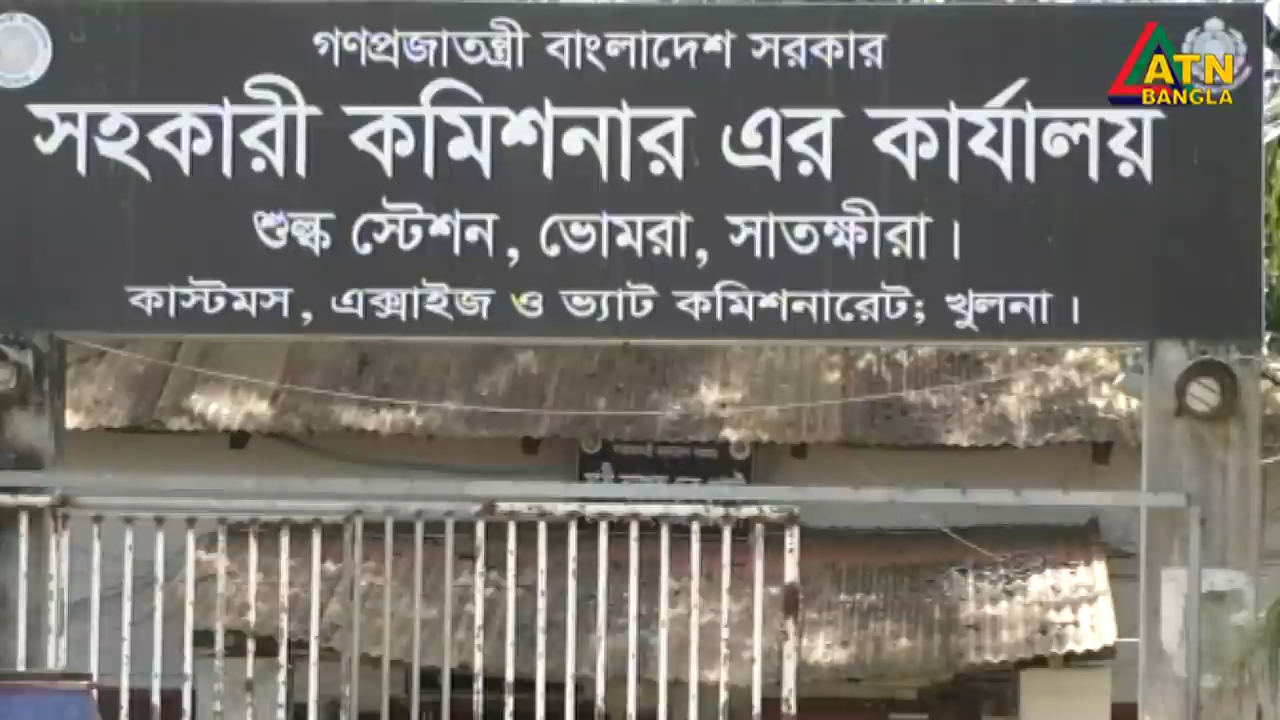 গণপ্রজাতন্ত্রী বাংলাদেশ সরকার
ATN
BANGLA
সহকারী কমিশনার এর কার্যালয়
শুল্ক স্টেশন, ভোমরা, সাতক্ষীরা।
কাস্টমস, এক্সাইজ ও ভ্যাট কমিশনারেট; খুলনা।